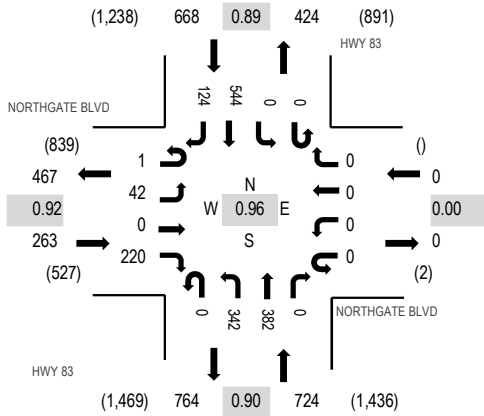 (1,238) 668 0.89 424 (891)
HWY 83
124 544 0 0
NORTHGATE BLVD
(839)
467
0.92
263
(527)
1
42
0
220
N
W 0.96 E
S
0
0
0
0
()
0
0.00
0
(2)
0 342 382 0
NORTHGATE BLVD
HWY 83
(1,469) 764 0.90 724 (1,436)